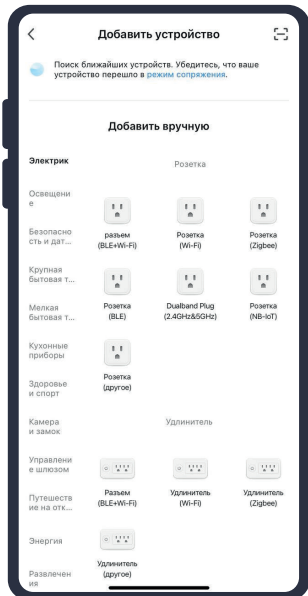 Добавить устройство
Поиск ближайших устройств. Убедитесь, что ваше
устройство перешло в режим сопряжения.
Добавить вручную
Электрик
Розетка
Освещени
е
разъем
(BLE+Wi-Fi)
Розетка
(Wi-Fi)
Розетка
(Zigbee)
Безопасно
сть и дат...
Крупная
бытовая т...
Розетка
(BLE)
Dualband Plug
(2.4GHz&5GHz)
Розетка
(NB-IoT)
Мелкая
бытовая т...
Кухонные
приборы
Розетка
(другое)
Здоровье
и спорт
Камера
и замок
Удлинитель
Управлени
е шлюзом
Разъем
(BLE+Wi-Fi)
Удлинитель
(Wi-Fi)
Удлинитель
(Zigbee)
Путешеств
ие на отк...
Энергия
Удлинитель
(другое)
Развлечен
ия